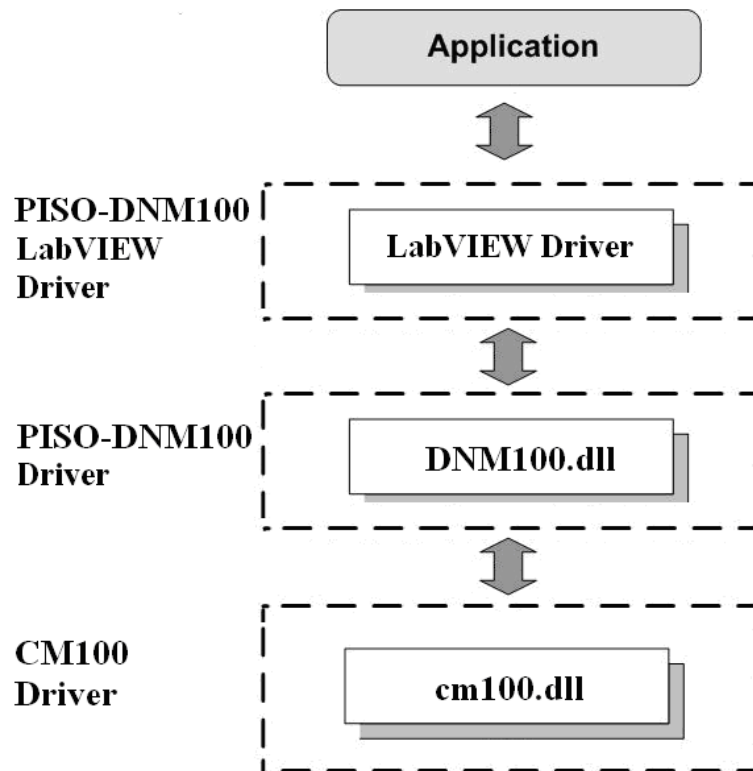 Application
PISO-DNM100
LabVIEW
Driver
LabVIEW Driver
PISO-DNM100
Driver
DNM100.dll
CM100
Driver
cm100.dll